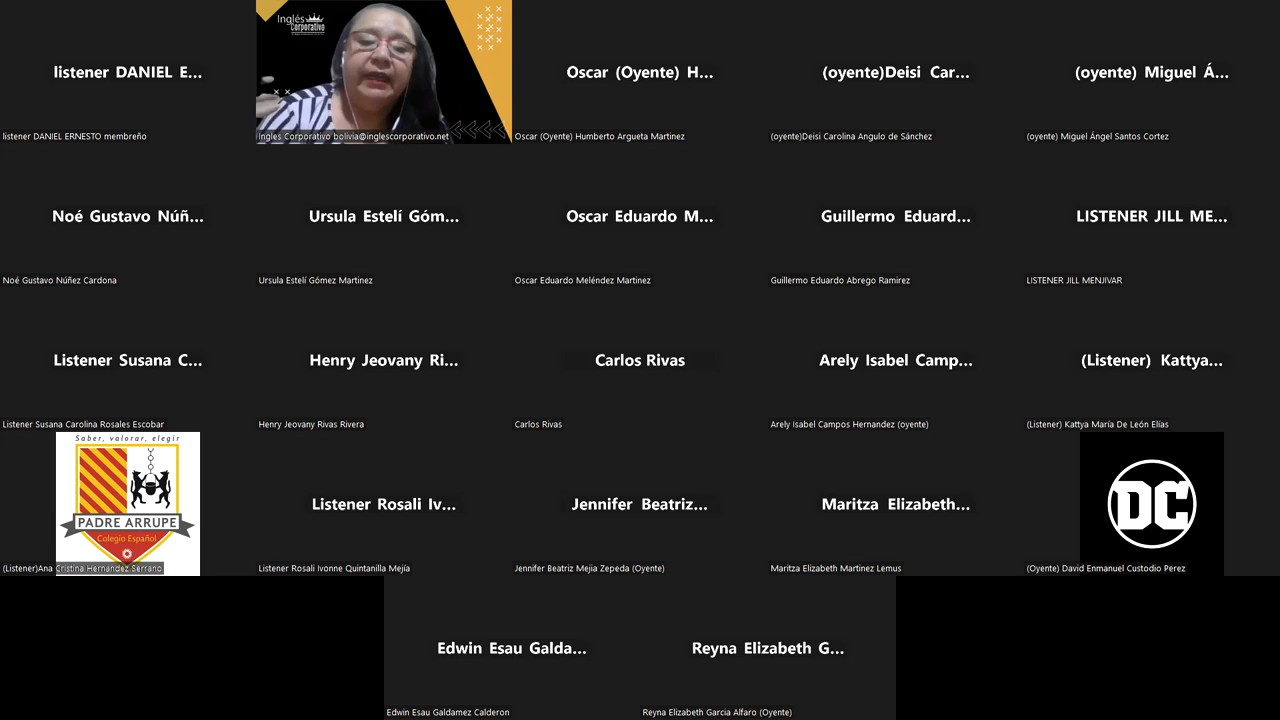 listener DANIEL E...
Inglés
Corporativo
Oscar (Oyente) H...
(oyente)Deisi Car...
(oyente) Miguel Á...
listener DANIEL ERNESTO membreño
Ingles Corporativo bolivia@inglescorporativo.net
Oscar (Oyente) Humberto Argueta Martinez
(oyente)Deisi Carolina Angulo de Sánchez
(oyente) Miguel Ángel Santos Cortez
Noé Gustavo Núñ...
Ursula Estelí Góm...
Oscar Eduardo M...
Guillermo Eduard...
LISTENER JILL ME...
Noé Gustavo Núñez Cardona
Ursula Estelí Gómez Martinez
Oscar Eduardo Meléndez Martinez
Guillermo Eduardo Abrego Ramirez
LISTENER JILL MENJIVAR
Listener Susana C...
Henry Jeovany Ri...
Carlos Rivas
Arely Isabel Camp...
(Listener) Kattya...
Listener Susana Carolina Rosales Escobar
Henry Jeovany Rivas Rivera
Carlos Rivas
Arely Isabel Campos Hernandez (oyente)
(Listener) Kattya María De León Elías
Saber, valorar, elegir
PADRE ARRUPE
Colegio Español
Listener Rosali Iv...
Jennifer Beatriz...
Maritza Elizabeth...
DC
(Listener)Ana Cristina Hernandez Serrano
Listener Rosali Ivonne Quintanilla Mejía
Jennifer Beatriz Mejia Zepeda (Oyente)
Maritza Elizabeth Martinez Lemus
(Oyente) David Enmanuel Custodio Perez
Edwin Esau Galda...
Reyna Elizabeth G...
Edwin Esau Galdamez Calderon
Reyna Elizabeth Garcia Alfaro (Oyente)